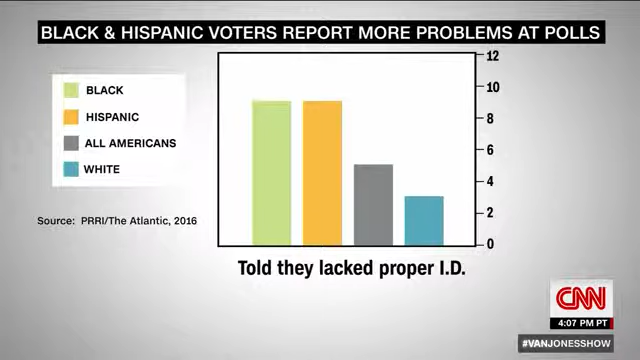 BLACK & HISPANIC VOTERS REPORT MORE PROBLEMS AT POLLS
BLACK
HISPANIC
ALL AMERICANS
WHITE
Source: PRRI/The Atlantic, 2016
12
10
8
6
4
2
0
Told they lacked proper I.D.
CNN
4:07 PM PT
#VANJONESSHOW